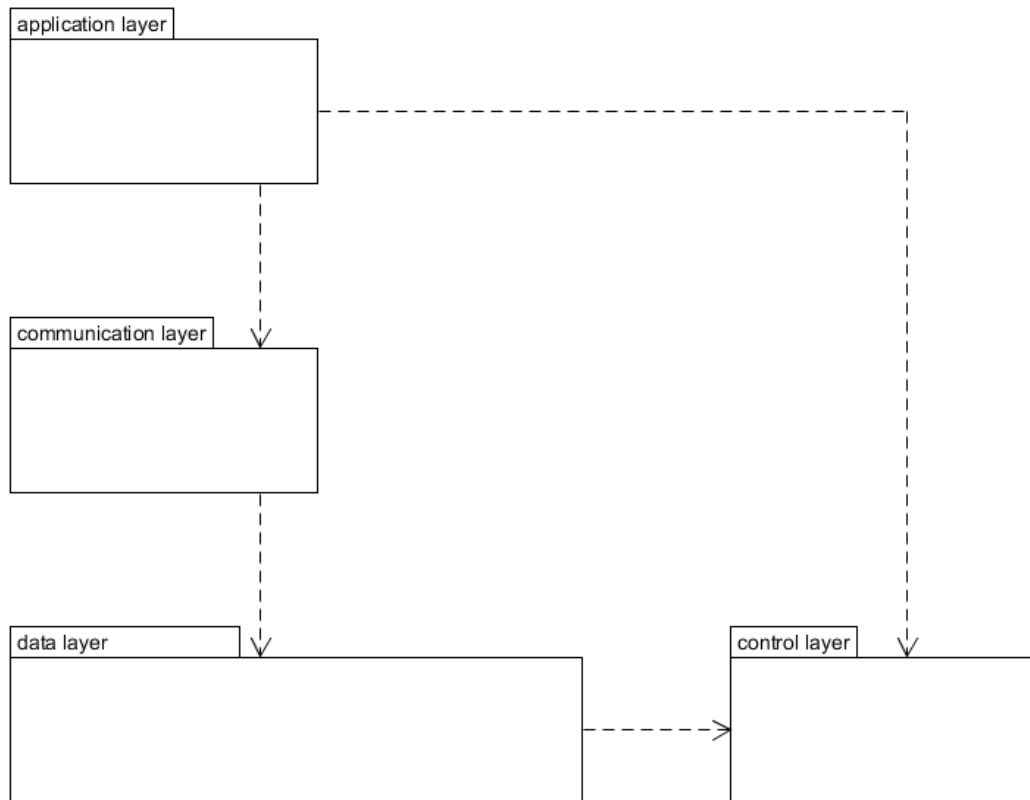 application layer
communication layer
data layer
control layer